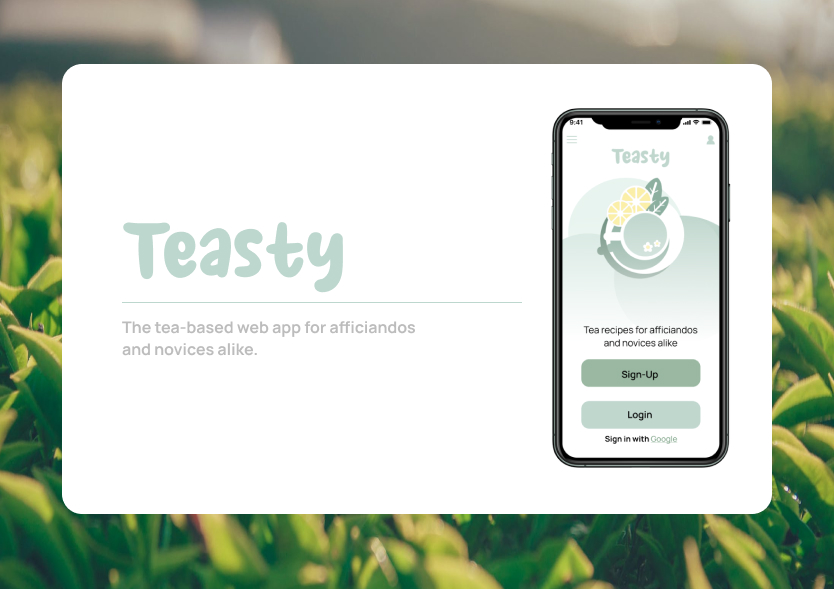 Teasty
The tea-based web app for afficiandos
and novices alike.
9:41
Teasty
Tea recipes for afficiandos
and novices alike
Sign-Up
Login
Sign in with Google